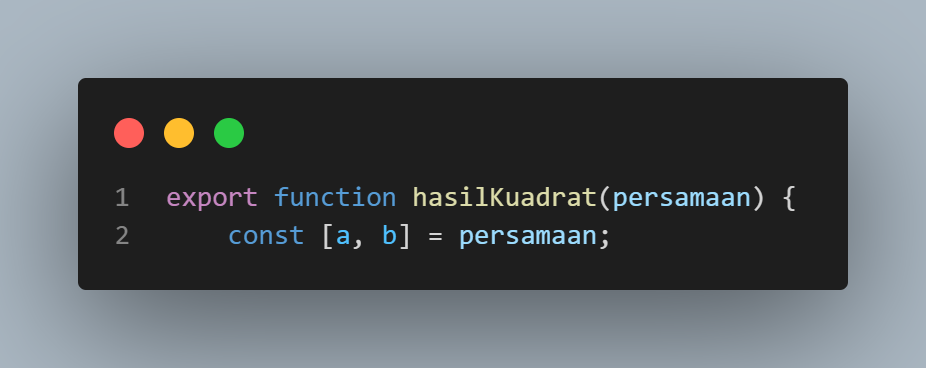 1 export function hasilKuadrat(persamaan) {
2 const [a, b] = persamaan;